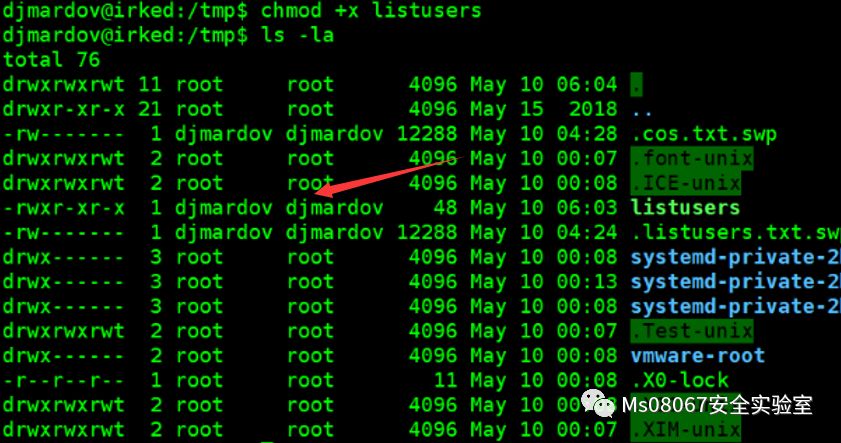 djmardov@irked:/tmp$ chmod +x listusers
djmardov@irked:/tmp$ ls -la
total 76
drwxrwxrwt 11 root     root      4096 May 10 06:04 .
drwxr-xr-x 21 root     root      4096 May 15  2018 ..
-rw-------  1 djmardov djmardov 12288 May 10 04:28 .cos.txt.swp
drwxrwxrwt  2 root     root      4096 May 10 00:07 .font-unix
drwxrwxrwt  2 root     root      4096 May 10 00:08 .ICE-unix
-rwxr-xr-x  1 djmardov djmardov    48 May 10 06:03 listusers
-rw-------  1 djmardov djmardov 12288 May 10 04:24 .listusers.txt.sw
drwx------  3 root     root      4096 May 10 00:08 systemd-private-2
drwx------  3 root     root      4096 May 10 00:13 systemd-private-2
drwx------  3 root     root      4096 May 10 00:08 systemd-private-2
drwxrwxrwt  2 root     root      4096 May 10 00:07 .Test-unix
drwx------  2 root     root      4096 May 10 00:08 vmware-root
-r--r--r--  1 root     root        11 May 10 00:08 .X0-lock
drwxrwxrwt  2 root     root      4096 May 10
drwxrwxrwt  2 root     root      4096 May 10 00:07 .XIM-unix
Ms08067安全实验室